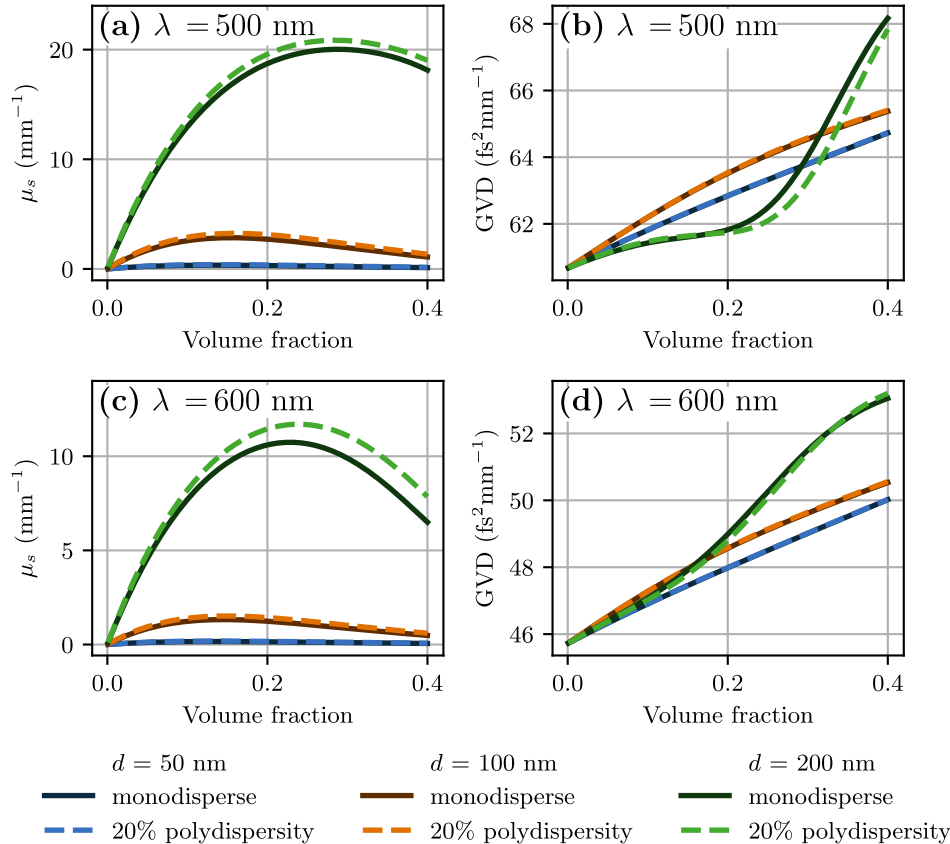 (a) λ = 500 nm
μs (mm−1)
20
10
0
0.0 0.2 0.4
Volume fraction
(b) λ = 500 nm
GVD (fs2mm−1)
68
66
64
62
0.0 0.2 0.4
Volume fraction
(c) λ = 600 nm
μs (mm−1)
10
5
0
0.0 0.2 0.4
Volume fraction
(d) λ = 600 nm
GVD (fs2mm−1)
52
50
48
46
0.0 0.2 0.4
Volume fraction
d = 50 nm
monodisperse
20% polydispersity
d = 100 nm
monodisperse
20% polydispersity
d = 200 nm
monodisperse
20% polydispersity